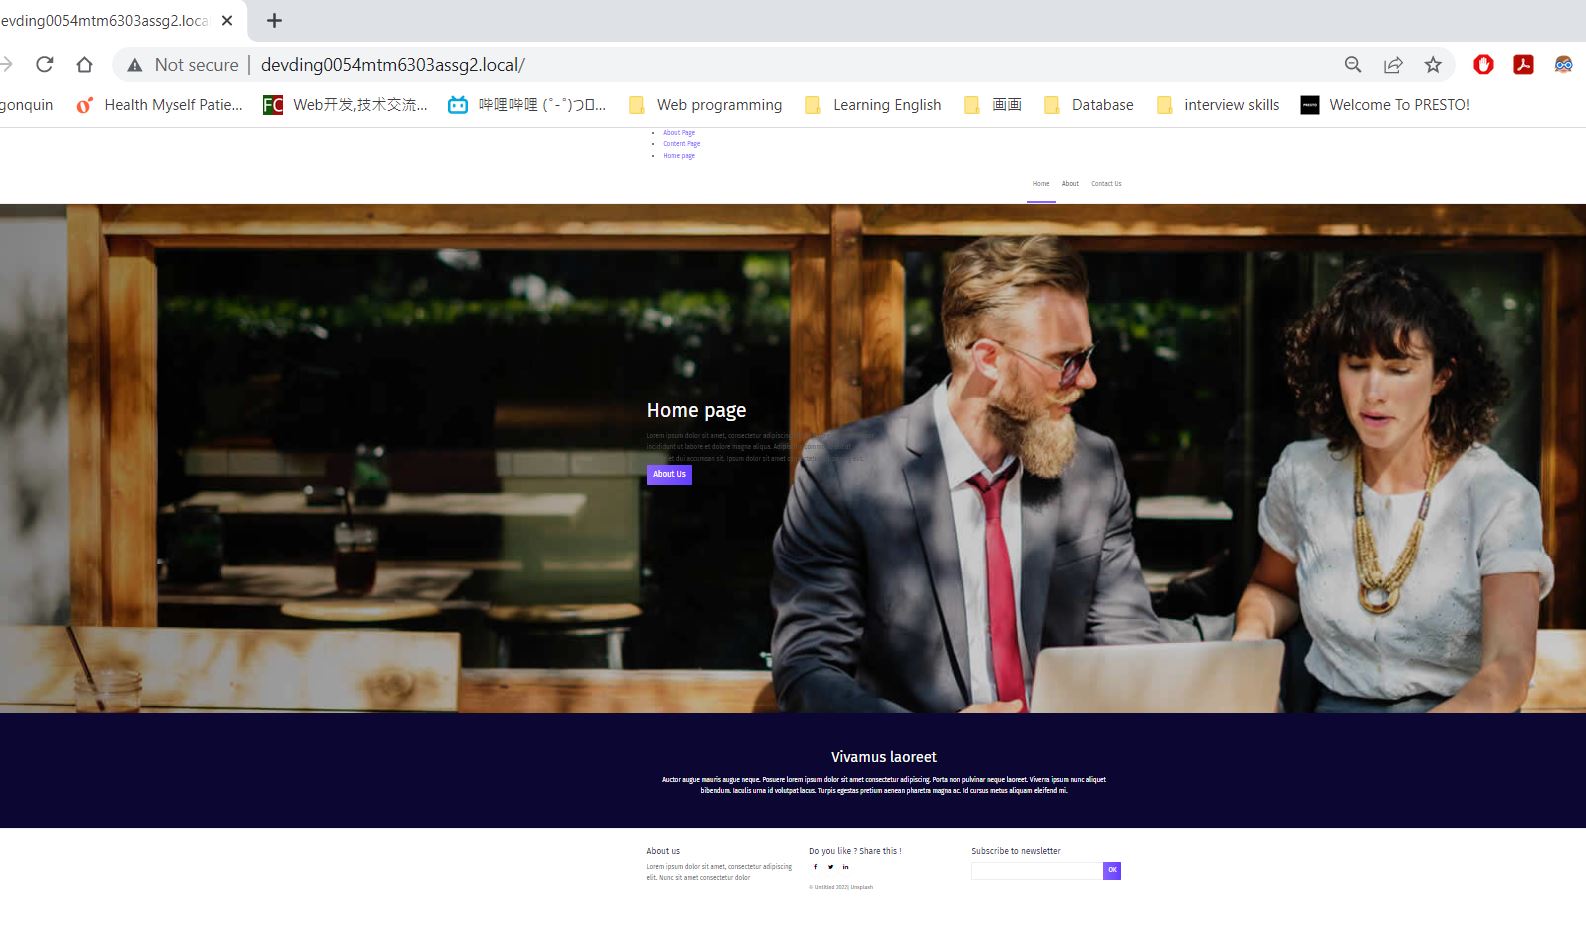 evding0054mtm6303assg2.loca
Not secure
devding0054mtm6303assg2.local/
gonquin
Health Myself Patie...
FC
Web开发,技术交流...
哔哩哔哩
Web programming
Learning English
画画
Database
interview skills
PRESTO
Welcome To PRESTO!
About Page
Content Page
Home page
Home About Contact Us
Home page
Lorem ipsum dolor sit amet, consectetur adipiscing
incididunt ut labore et dolore magna aliqua.
et dui accumsan sit. Ipsum dolor sit amet
About Us
Vivamus laoreet
Auctor augue mauris augue neque. Posuere lorem ipsum dolor sit amet consectetur adipiscing. Porta non pulvinar neque laoreet. Viverra ipsum nunc aliquet
bibendum. Iaculis urna id volutpat lacus. Turpis egestas pretium aenean pharetra magna ac. Id cursus metus aliquam eleifend mi.
About us
Lorem ipsum dolor sit amet, consectetur adipiscing
elit. Nunc sit amet consectetur dolor
Do you like ? Share this !
© Untitled 2022| Unsplash
Subscribe to newsletter
OK